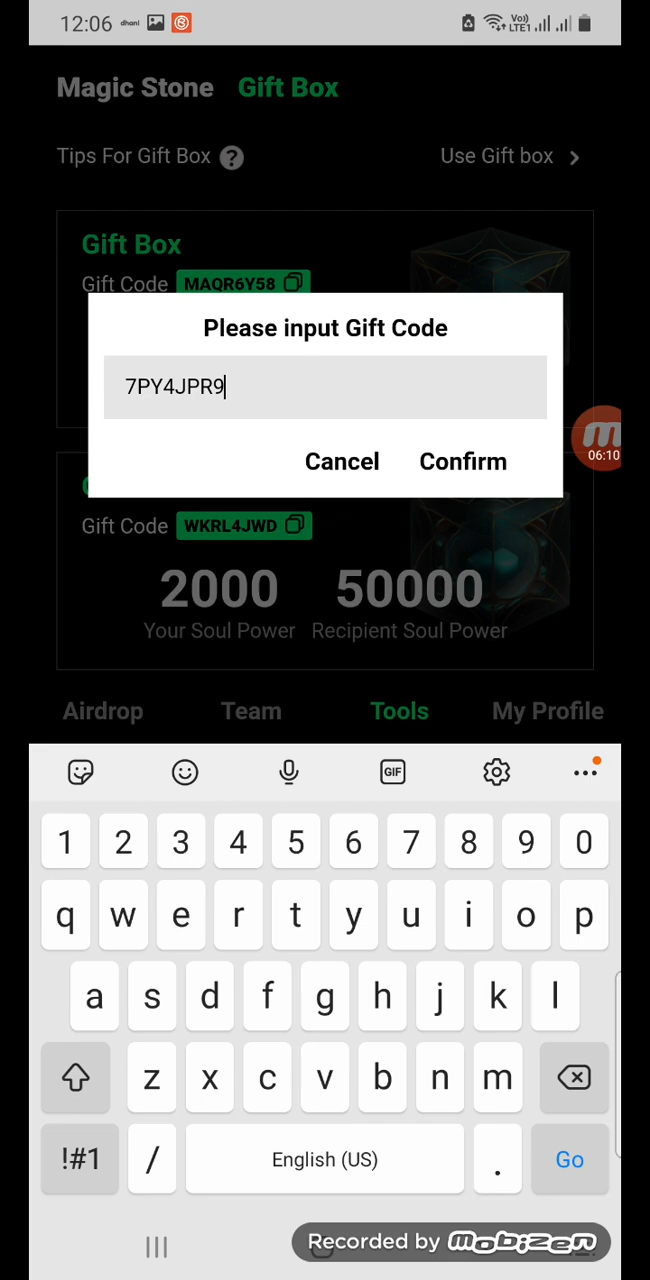 12:06 dhani Vo) LTE1
Magic Stone Gift Box
Tips For Gift Box ? Use Gift box >
Gift Box
Gift Code MAQR6Y58
Please input Gift Code
7PY4JPR9
Cancel Confirm
06:10
Gift Code WKRL4JWD
2000 50000
Your Soul Power Recipient Soul Power
Airdrop Team Tools My Profile
GIF
1 2 3 4 5 6 7 8 9 0
q w e r t y u i o p
a s d f g h j k l
z x c v b n m
!#1 / English (US) . Go
Recorded by mobizen